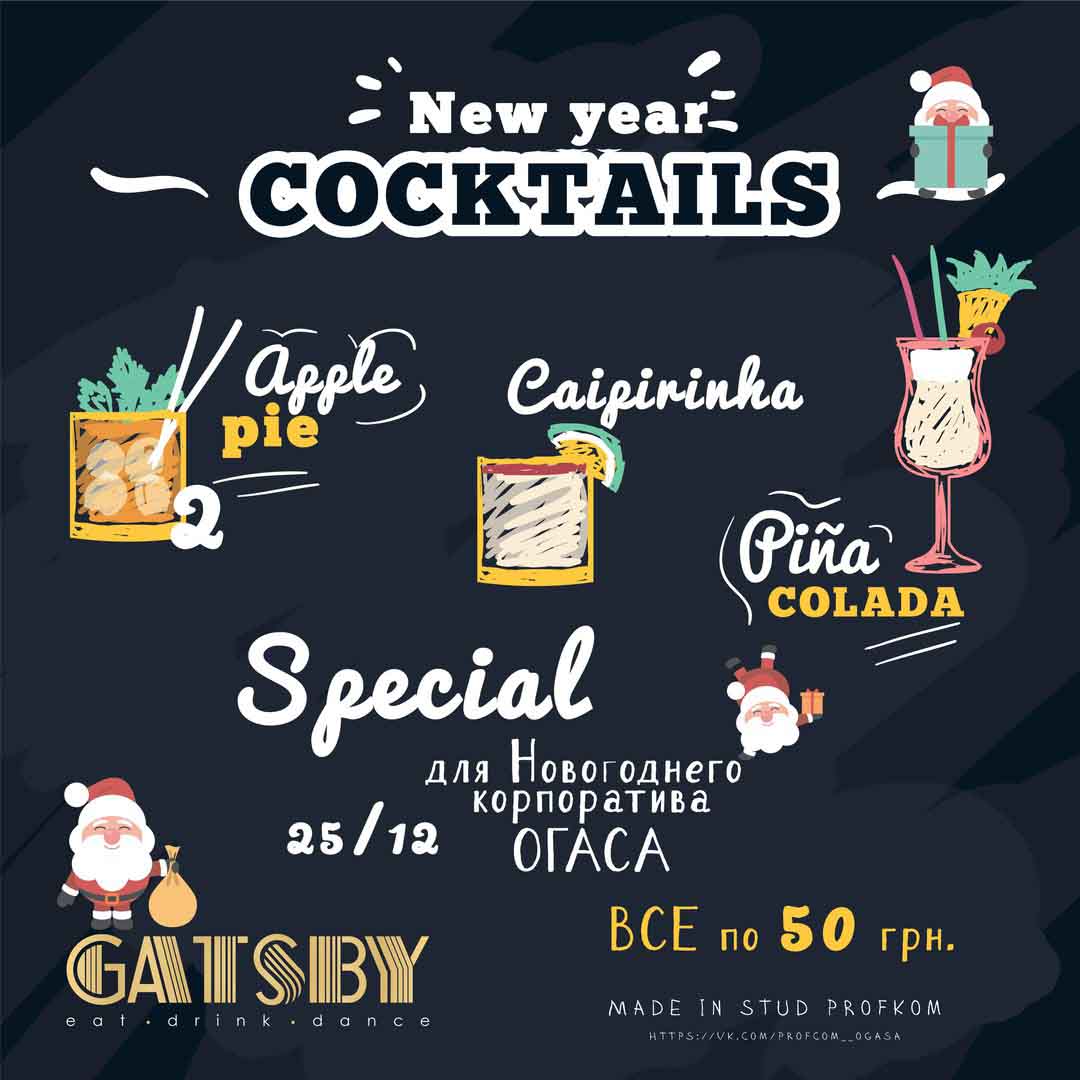 New year
COCKTAILS
Apple
pie
2
Caipirinha
Piña
COLADA
Special
для Новогоднего
корпоратива
25/12
ОГАСА
ВСЕ по 50 грн.
GATSBY
eat·drink·dance
MADE IN STUD PROFKOM
HTTPS://VK.COM/PROFCOM__OGASA